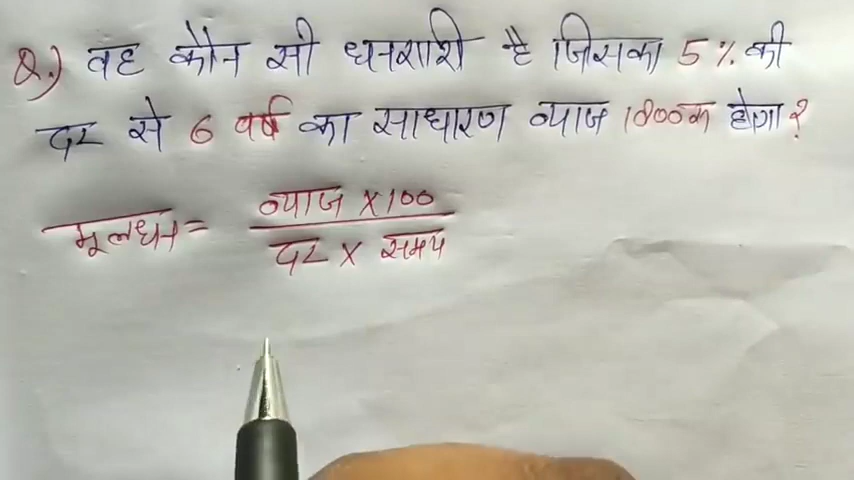 Q.) वह कौन सी धनराशी है जिसका 5%. की
दर से 6 वर्ष का साधारण ब्याज 1800रू होगा?
मूलधन = ब्याज × 100
दर × समय